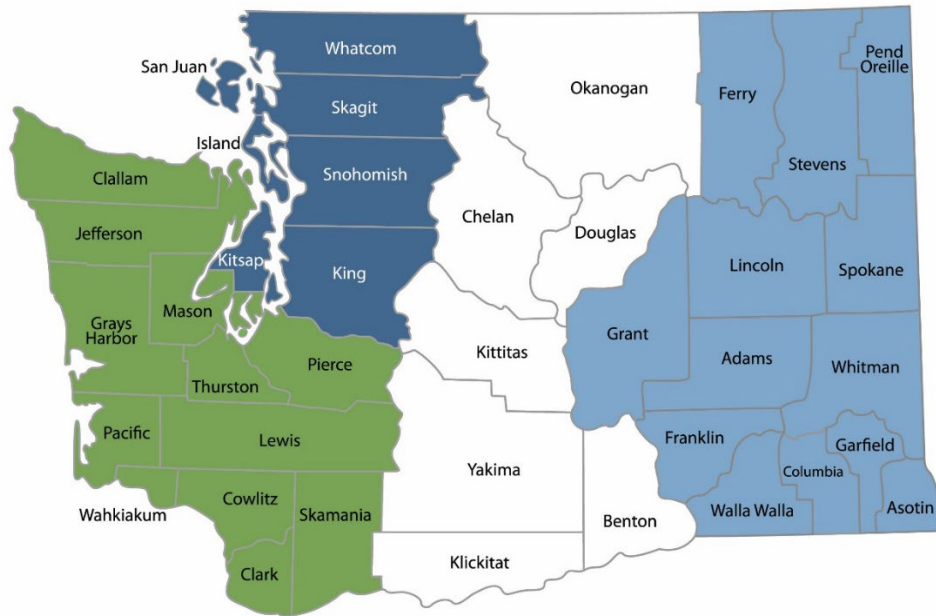 Whatcom
San Juan
Okanogan
Pend
Oreille
Ferry
Skagit
Island
Stevens
Clallam
Snohomish
Chelan
Douglas
Jefferson
Kitsap
King
Lincoln
Spokane
Mason
Grays
Harbor
Grant
Kittitas
Pierce
Adams
Whitman
Thurston
Pacific
Lewis
Franklin
Garfield
Yakima
Columbia
Cowlitz
Wahkiakum
Skamania
Benton
Walla Walla
Asotin
Klickitat
Clark